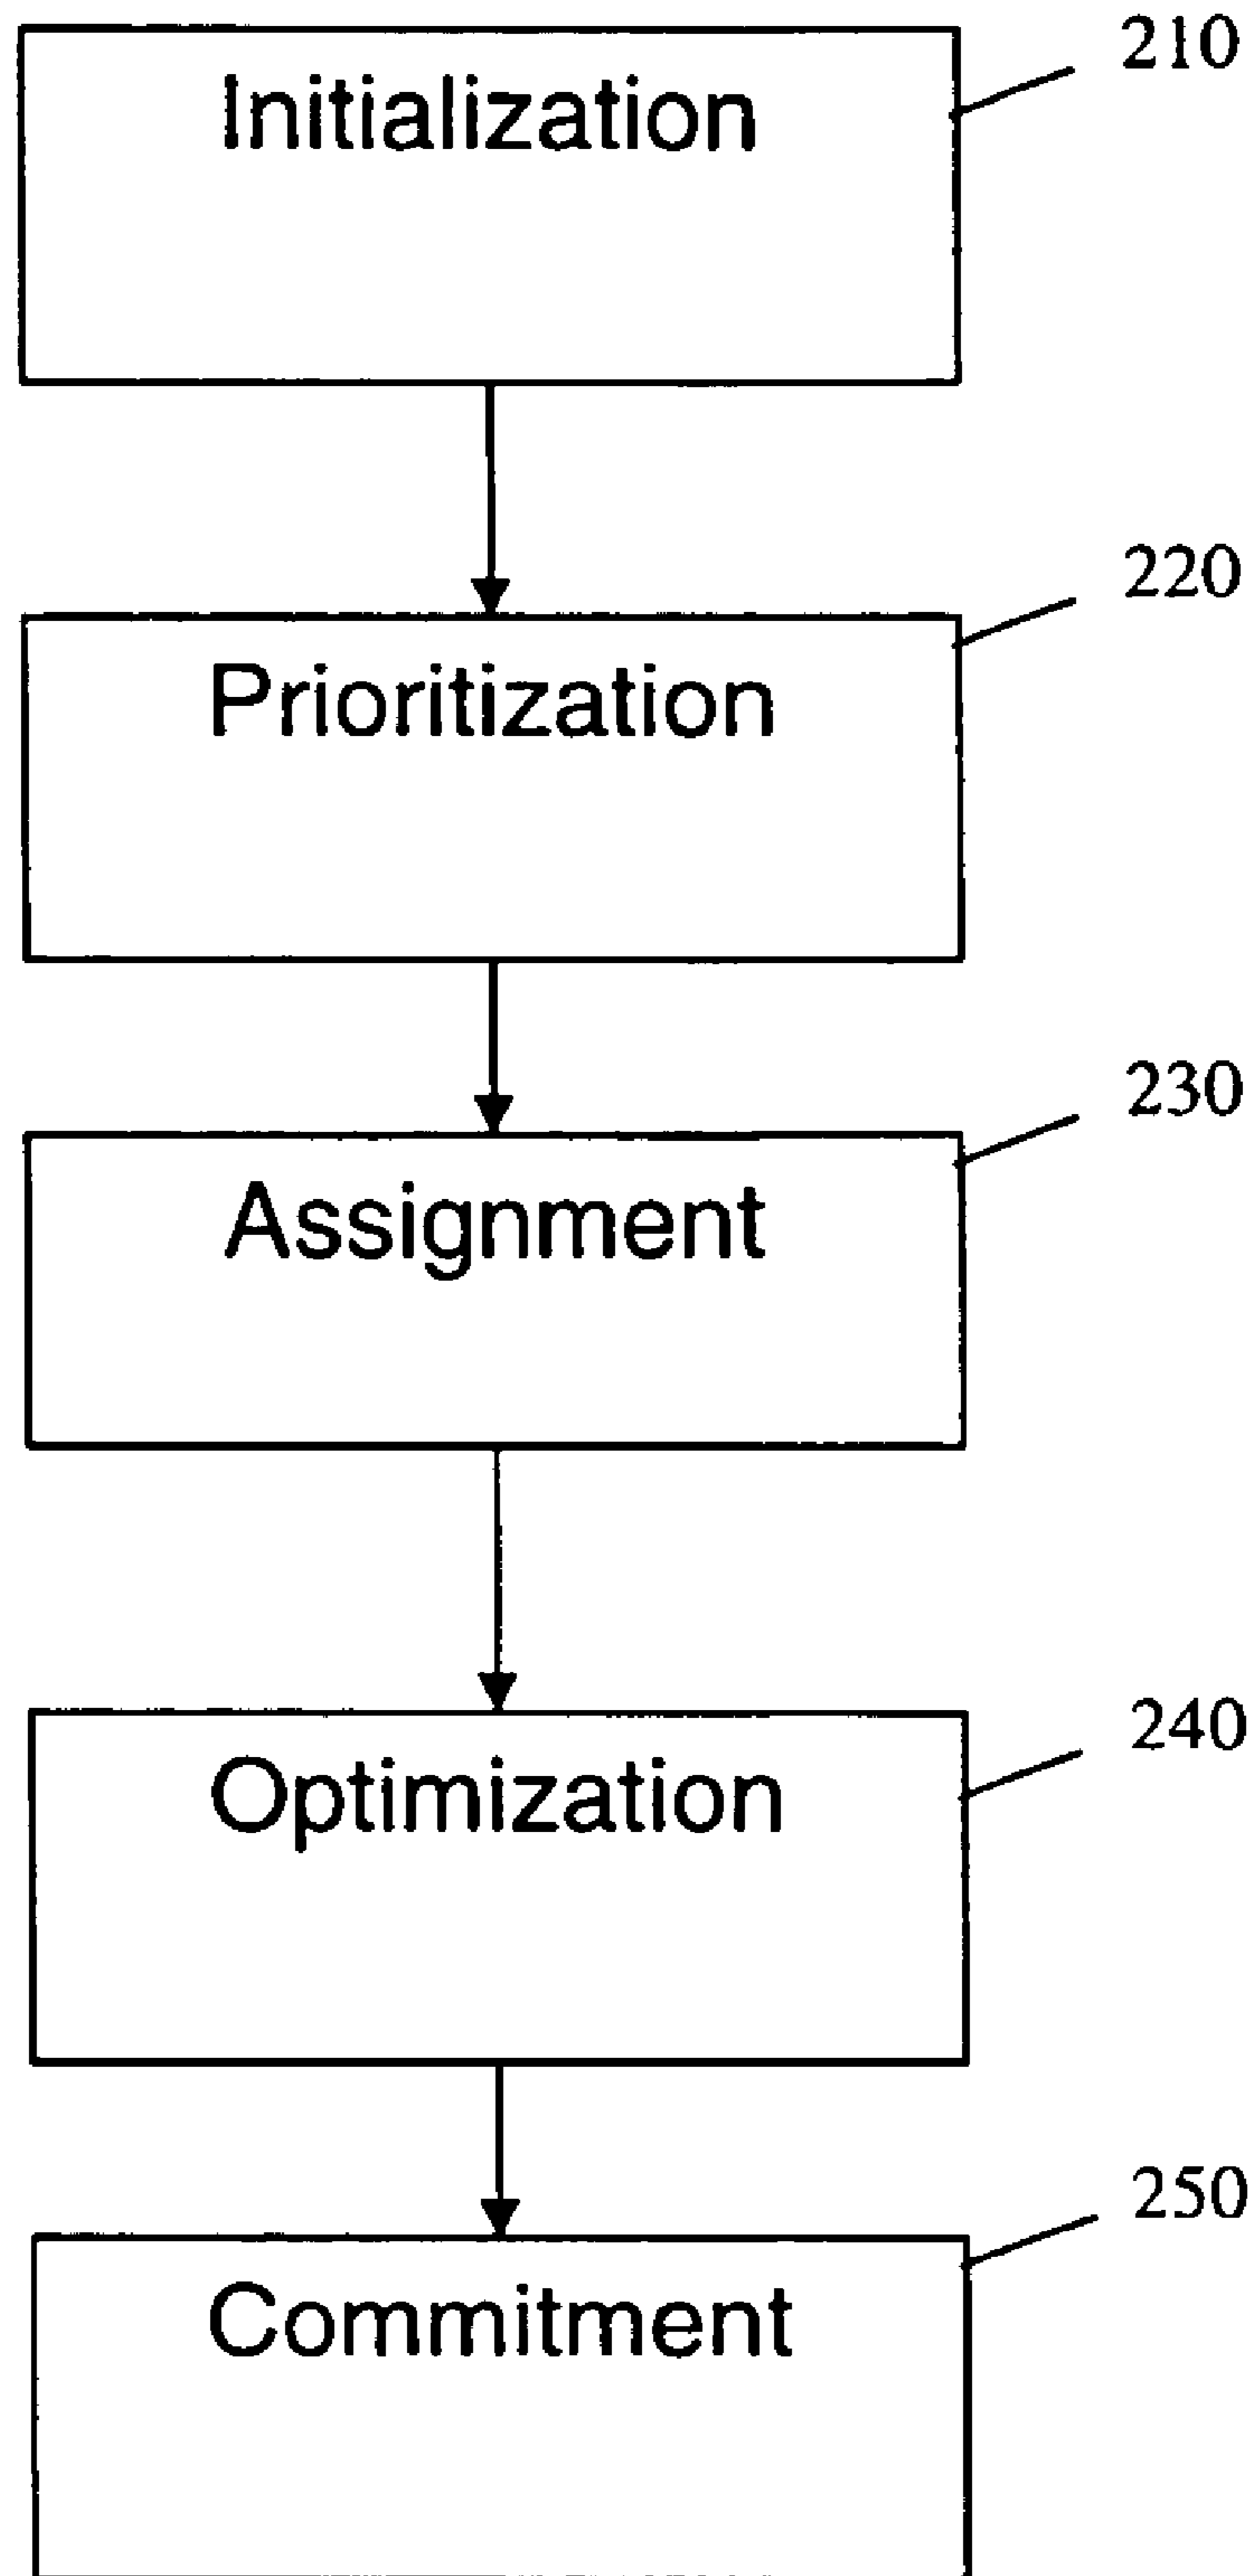 210
Initialization
220
Prioritization
230
Assignment
240
Optimization
250
Commitment